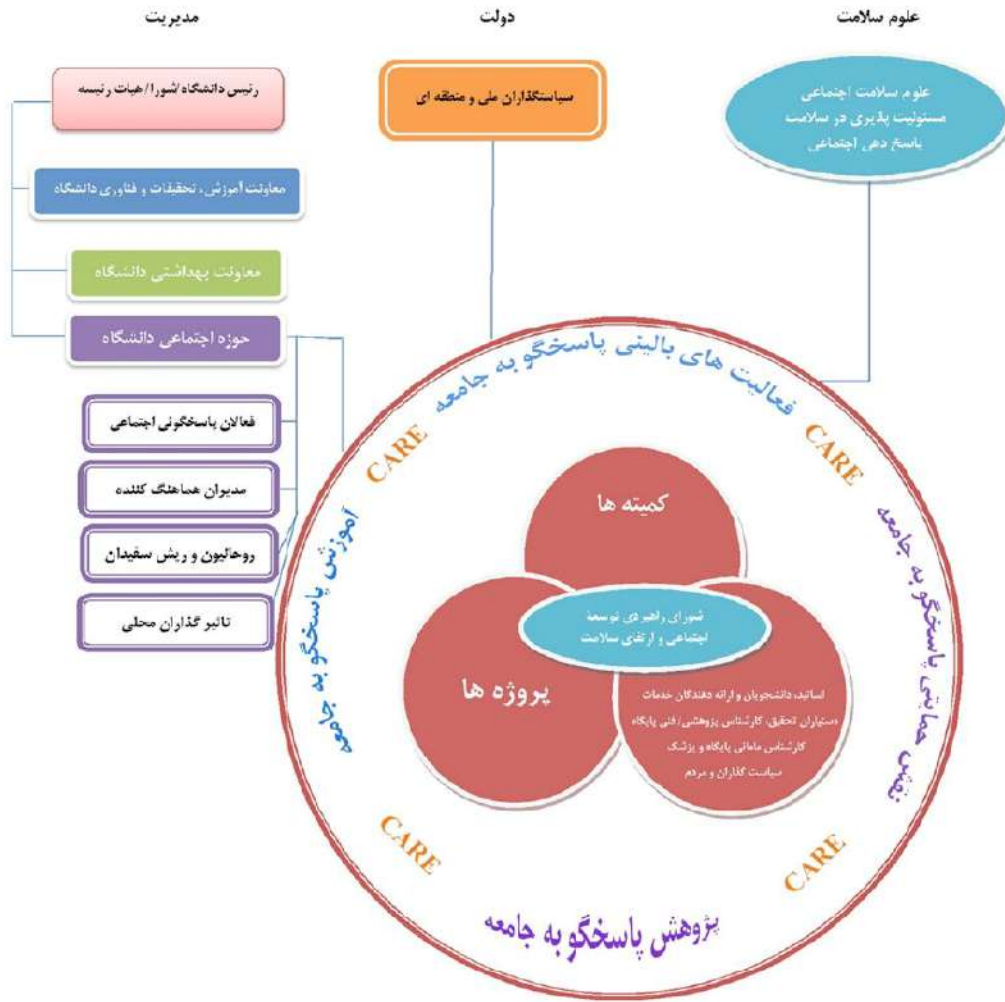 علوم سلامت
دولت
مدیریت
علوم سلامت اجتماعی
مسئولیت پذیری در سلامت
پاسخ دهی اجتماعی
سیاستگذاران ملی و منطقه ای
رئیس دانشگاه/شورا/هیات رئیسه
معاونت آموزش، تحقیقات و فناوری دانشگاه
معاونت بهداشتی دانشگاه
حوزه اجتماعی دانشگاه
فعالان پاسخگوئی اجتماعی
مدیران هماهنگ کننده
روحانیون و ریش سفیدان
تاثیر گذاران محلی
فعالیت های بالینی پاسخگو به جامعه
CARE
CARE
نقش حمایتی پاسخگو به جامعه
آموزش پاسخگو به جامعه
کمیته ها
شورای راهبردی توسعه
اجتماعی و ارتقای سلامت
پروژه ها
اساتید، دانشجویان و ارائه دهندگان خدمات
دستیاران تحقیق، کارشناس پژوهشی/فنی پایگاه
کارشناس مامائی پایگاه و پزشک
سیاست گذاران و مردم
CARE
CARE
پژوهش پاسخگو به جامعه